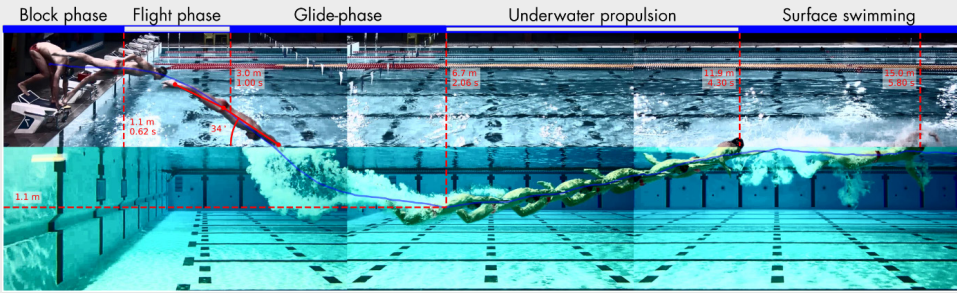 Block phase
Flight phase
Glide-phase
Underwater propulsion
Surface swimming
3.0 m
1.00 s
6.7 m
2.06 s
11.9 m
4.30 s
15.0 m
5.80 s
1.1 m
0.62 s
34°
1.1 m